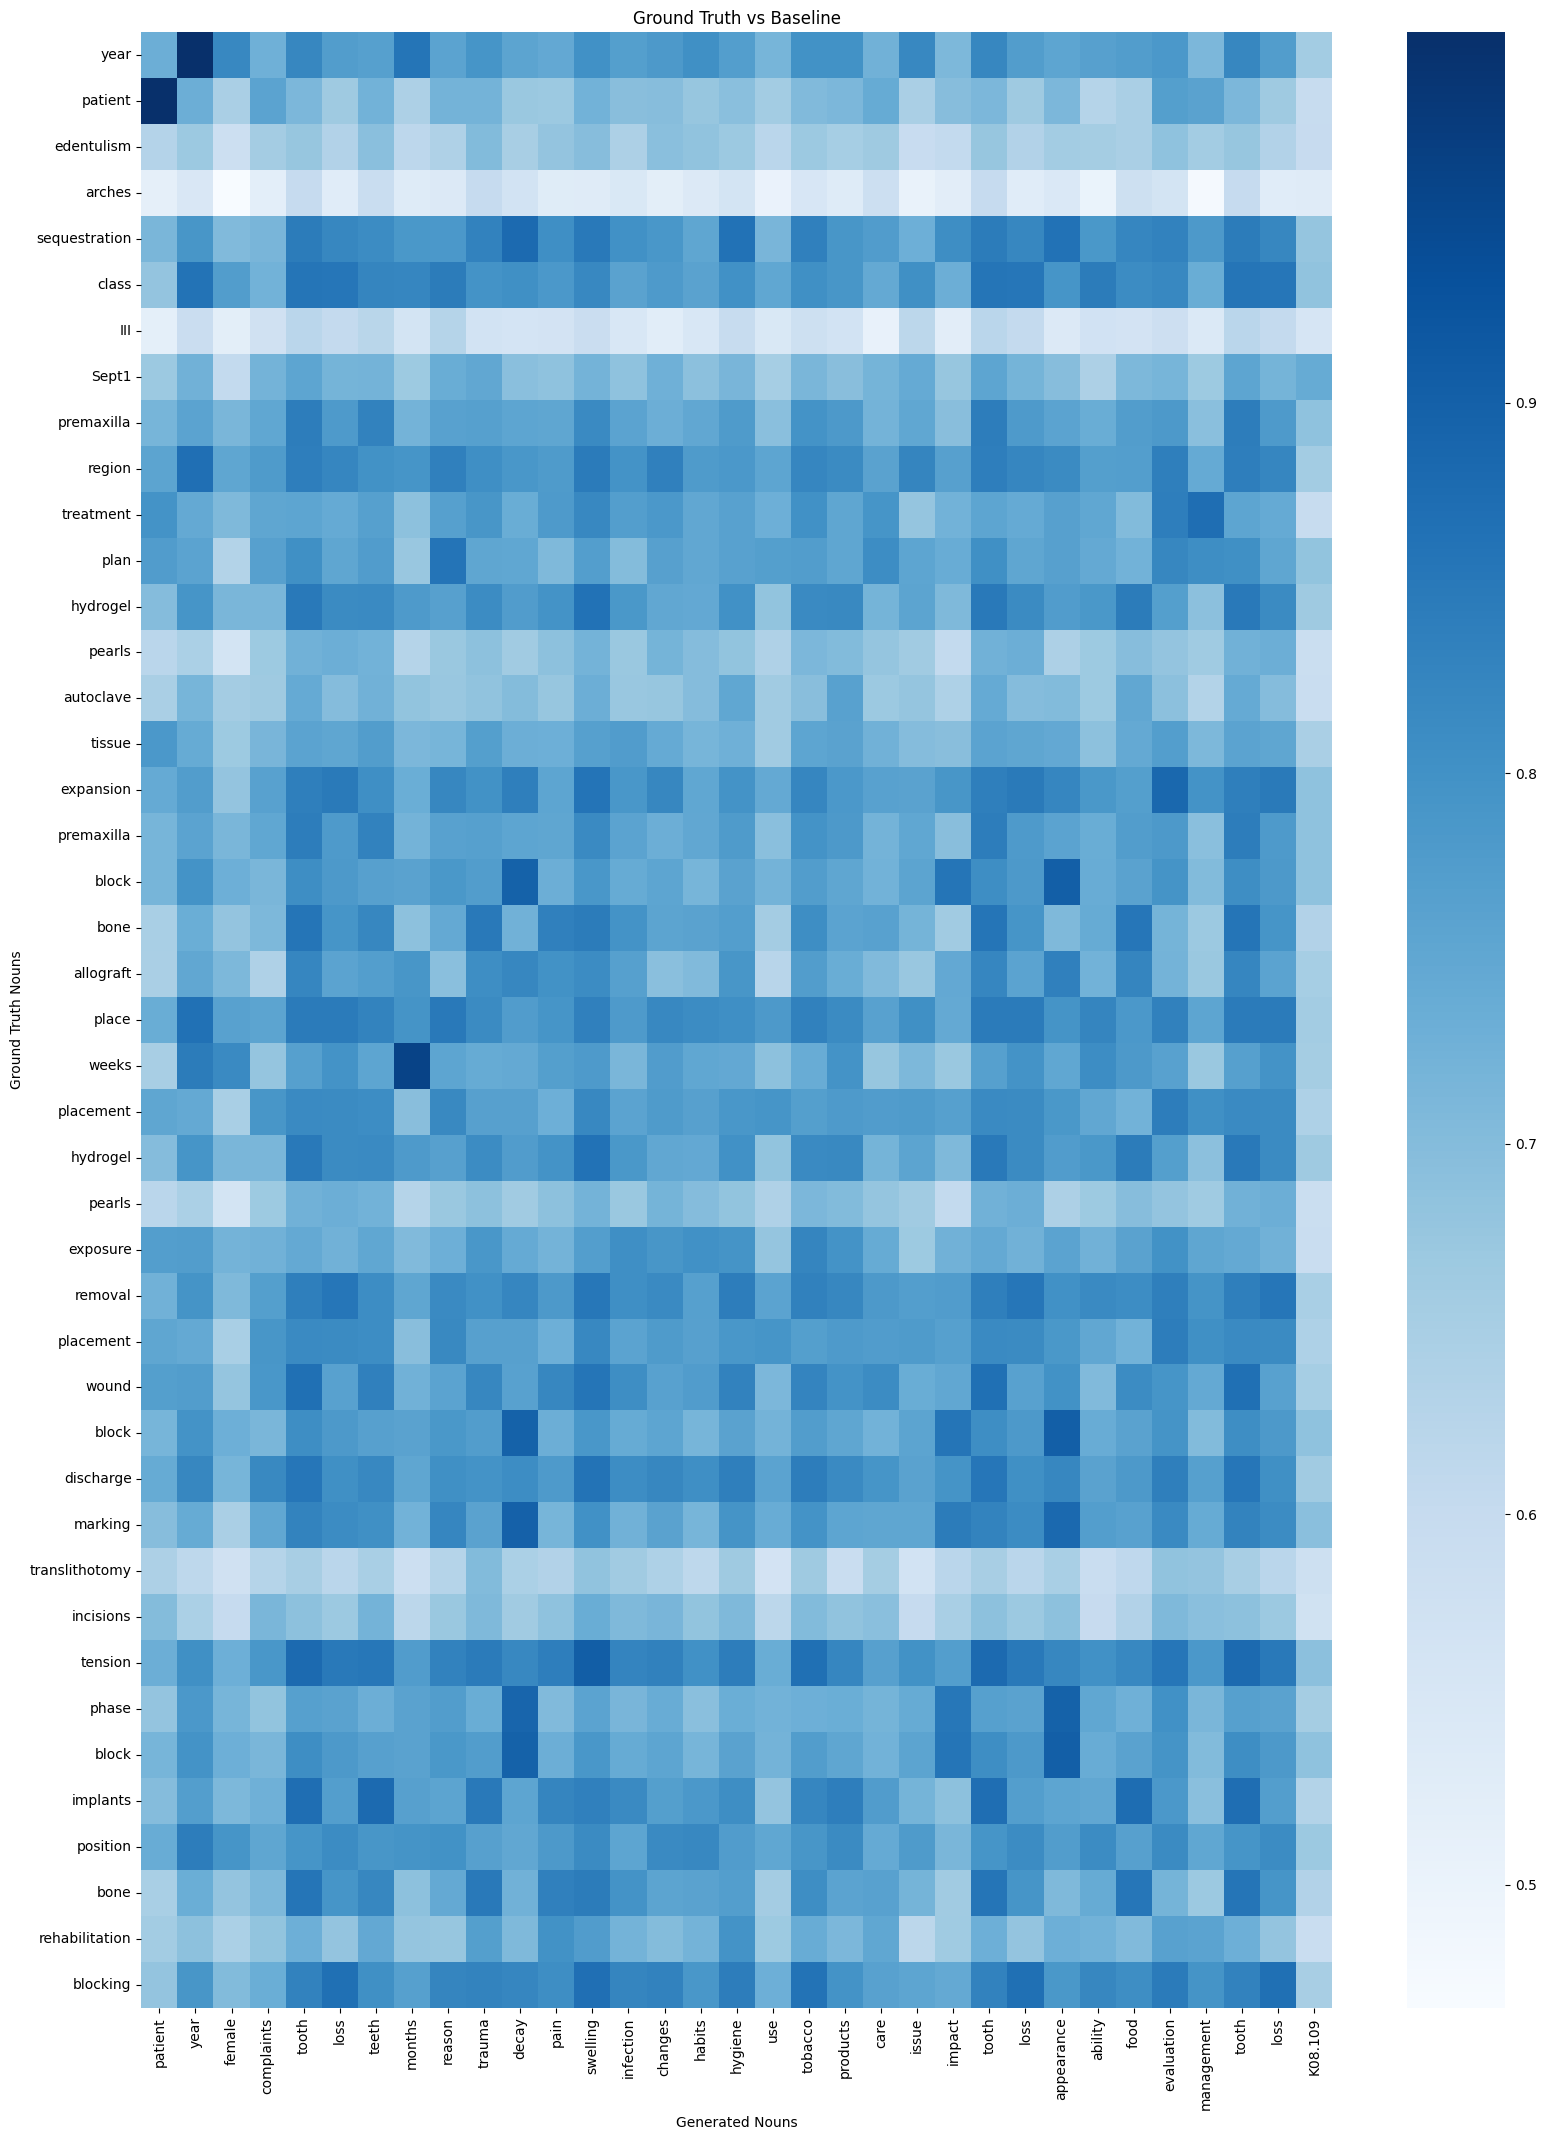 Ground Truth vs Baseline
Ground Truth Nouns
year
patient
edentulism
arches
sequestration
class
III
Sept1
premaxilla
region
treatment
plan
hydrogel
pearls
autoclave
tissue
expansion
premaxilla
block
bone
allograft
place
weeks
placement
hydrogel
pearls
exposure
removal
placement
wound
block
discharge
marking
translithotomy
incisions
tension
phase
block
implants
position
bone
rehabilitation
blocking
patient
year
female
complaints
tooth
loss
teeth
months
reason
trauma
decay
pain
swelling
infection
changes
habits
hygiene
use
tobacco
products
care
issue
impact
tooth
loss
appearance
ability
food
evaluation
management
tooth
loss
K08.109
Generated Nouns
0.9
0.8
0.7
0.6
0.5